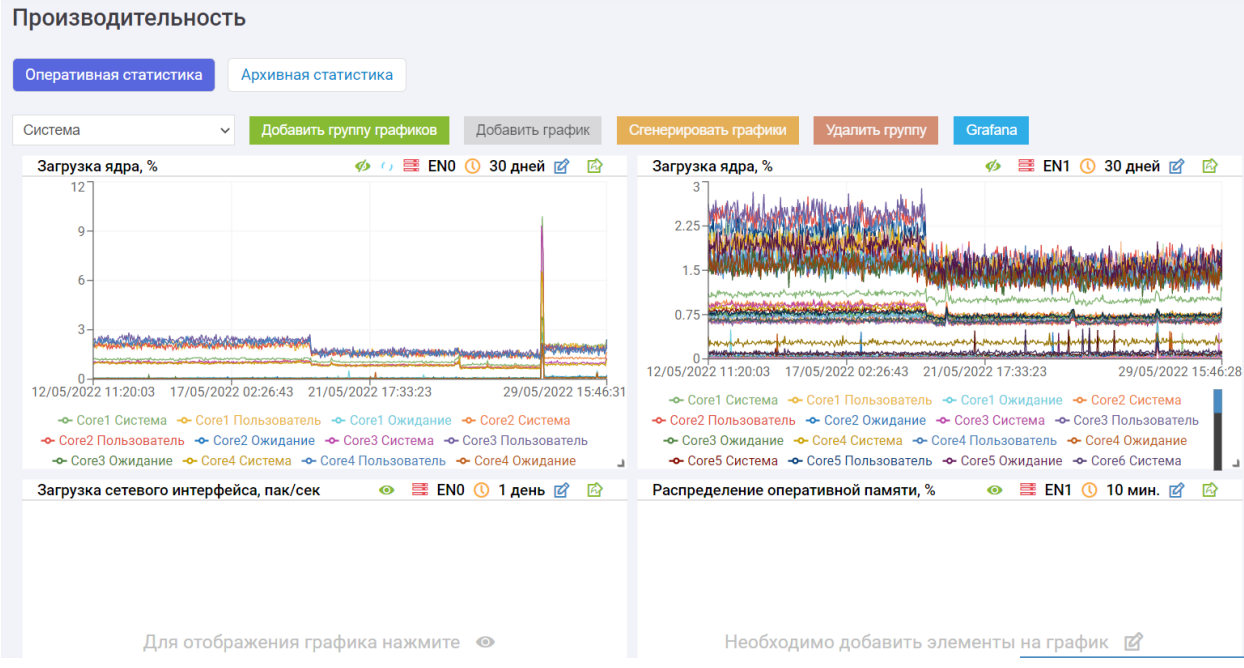 Производительность
Оперативная статистика Архивная статистика
Система Добавить группу графиков Добавить график Сгенерировать графики Удалить группу Grafana
Загрузка ядра, % EN0 30 дней
12
9
6
3
0
12/05/2022 11:20:03 17/05/2022 02:26:43 21/05/2022 17:33:23 29/05/2022 15:46:31
Core1 Система Core1 Пользователь Core1 Ожидание Core2 Система
Core2 Пользователь Core2 Ожидание Core3 Система Core3 Пользователь
Core3 Ожидание Core4 Система Core4 Пользователь Core4 Ожидание
Загрузка ядра, % EN1 30 дней
3
2.25
1.5
0.75
0
12/05/2022 11:20:03 17/05/2022 02:26:43 21/05/2022 17:33:23 29/05/2022 15:46:28
Core1 Система Core1 Пользователь Core1 Ожидание Core2 Система
Core2 Пользователь Core2 Ожидание Core3 Система Core3 Пользователь
Core3 Ожидание Core4 Система Core4 Пользователь Core4 Ожидание
Core5 Система Core5 Пользователь Core5 Ожидание Core6 Система
Загрузка сетевого интерфейса, пак/сек EN0 1 день
Для отображения графика нажмите
Распределение оперативной памяти, % EN1 10 мин.
Необходимо добавить элементы на график